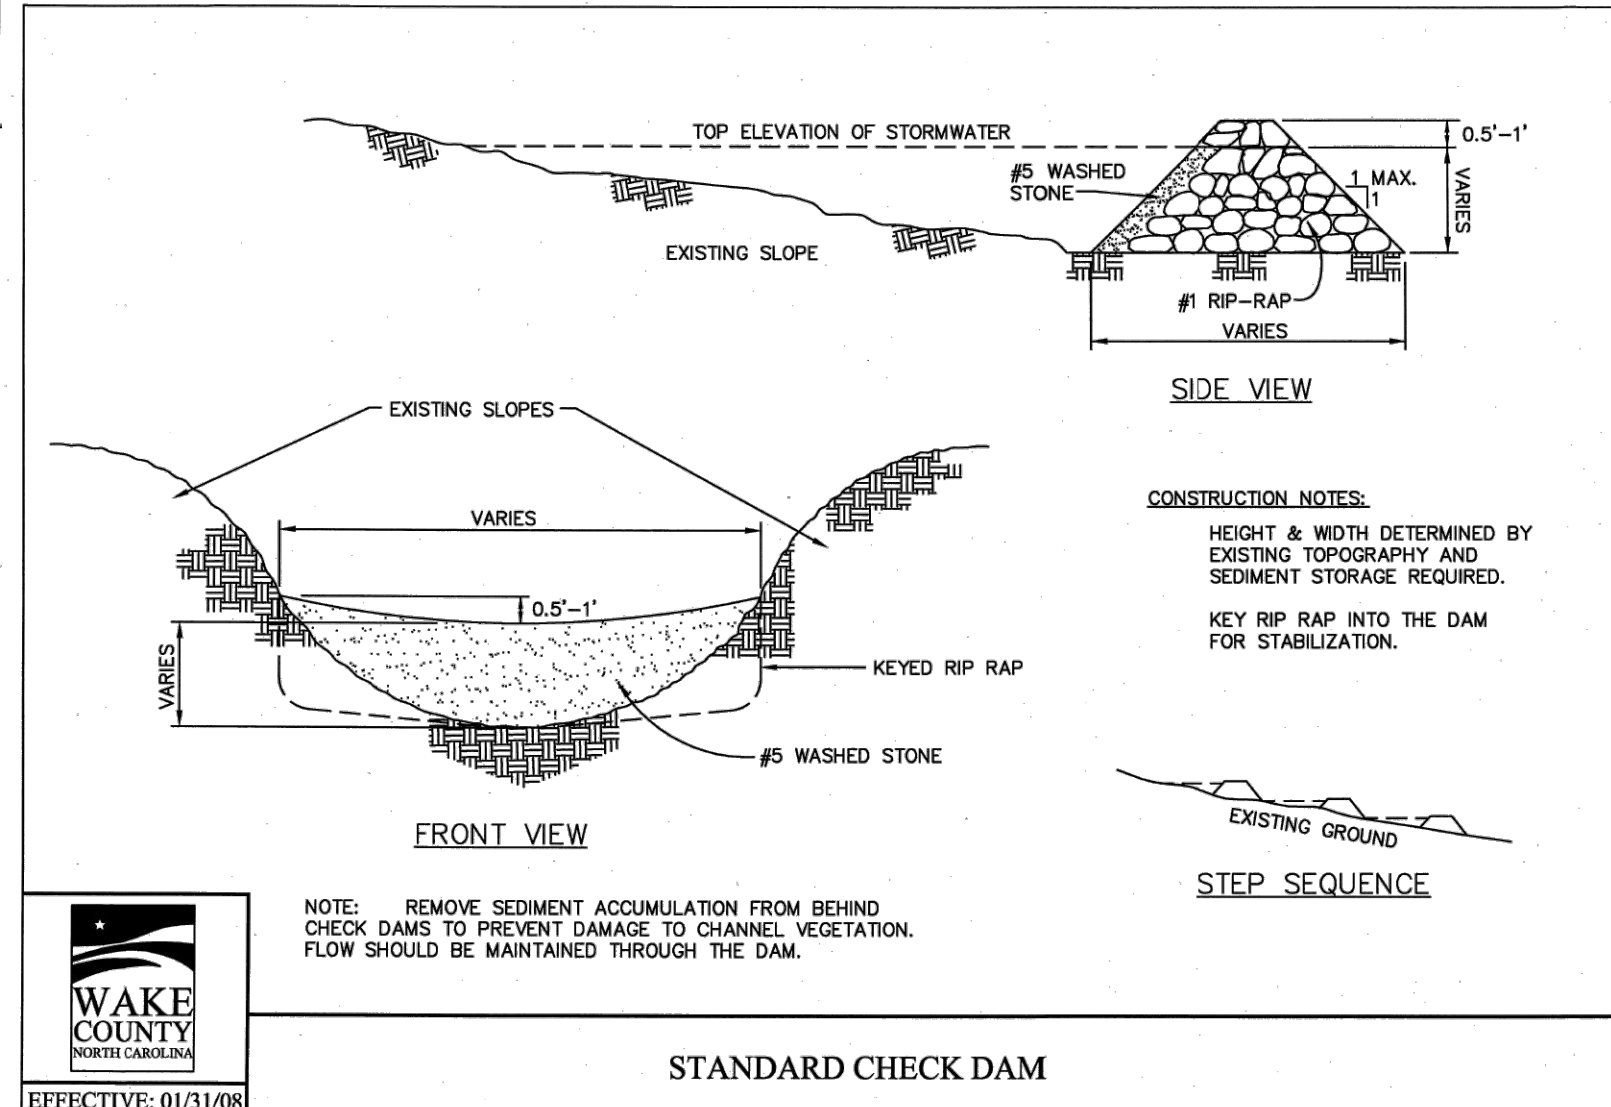 TOP ELEVATION OF STORMWATER
0.5'-1'
#5 WASHED
STONE
1 MAX.
1
VARIES
EXISTING SLOPE
#1 RIP-RAP
VARIES
SIDE VIEW
EXISTING SLOPES
VARIES
0.5'-1'
VARIES
KEYED RIP RAP
#5 WASHED STONE
FRONT VIEW
CONSTRUCTION NOTES:
HEIGHT & WIDTH DETERMINED BY
EXISTING TOPOGRAPHY AND
SEDIMENT STORAGE REQUIRED.
KEY RIP RAP INTO THE DAM
FOR STABILIZATION.
EXISTING GROUND
STEP SEQUENCE
NOTE: REMOVE SEDIMENT ACCUMULATION FROM BEHIND
CHECK DAMS TO PREVENT DAMAGE TO CHANNEL VEGETATION.
FLOW SHOULD BE MAINTAINED THROUGH THE DAM.
WAKE
COUNTY
NORTH CAROLINA
STANDARD CHECK DAM
EFFECTIVE: 01/31/08